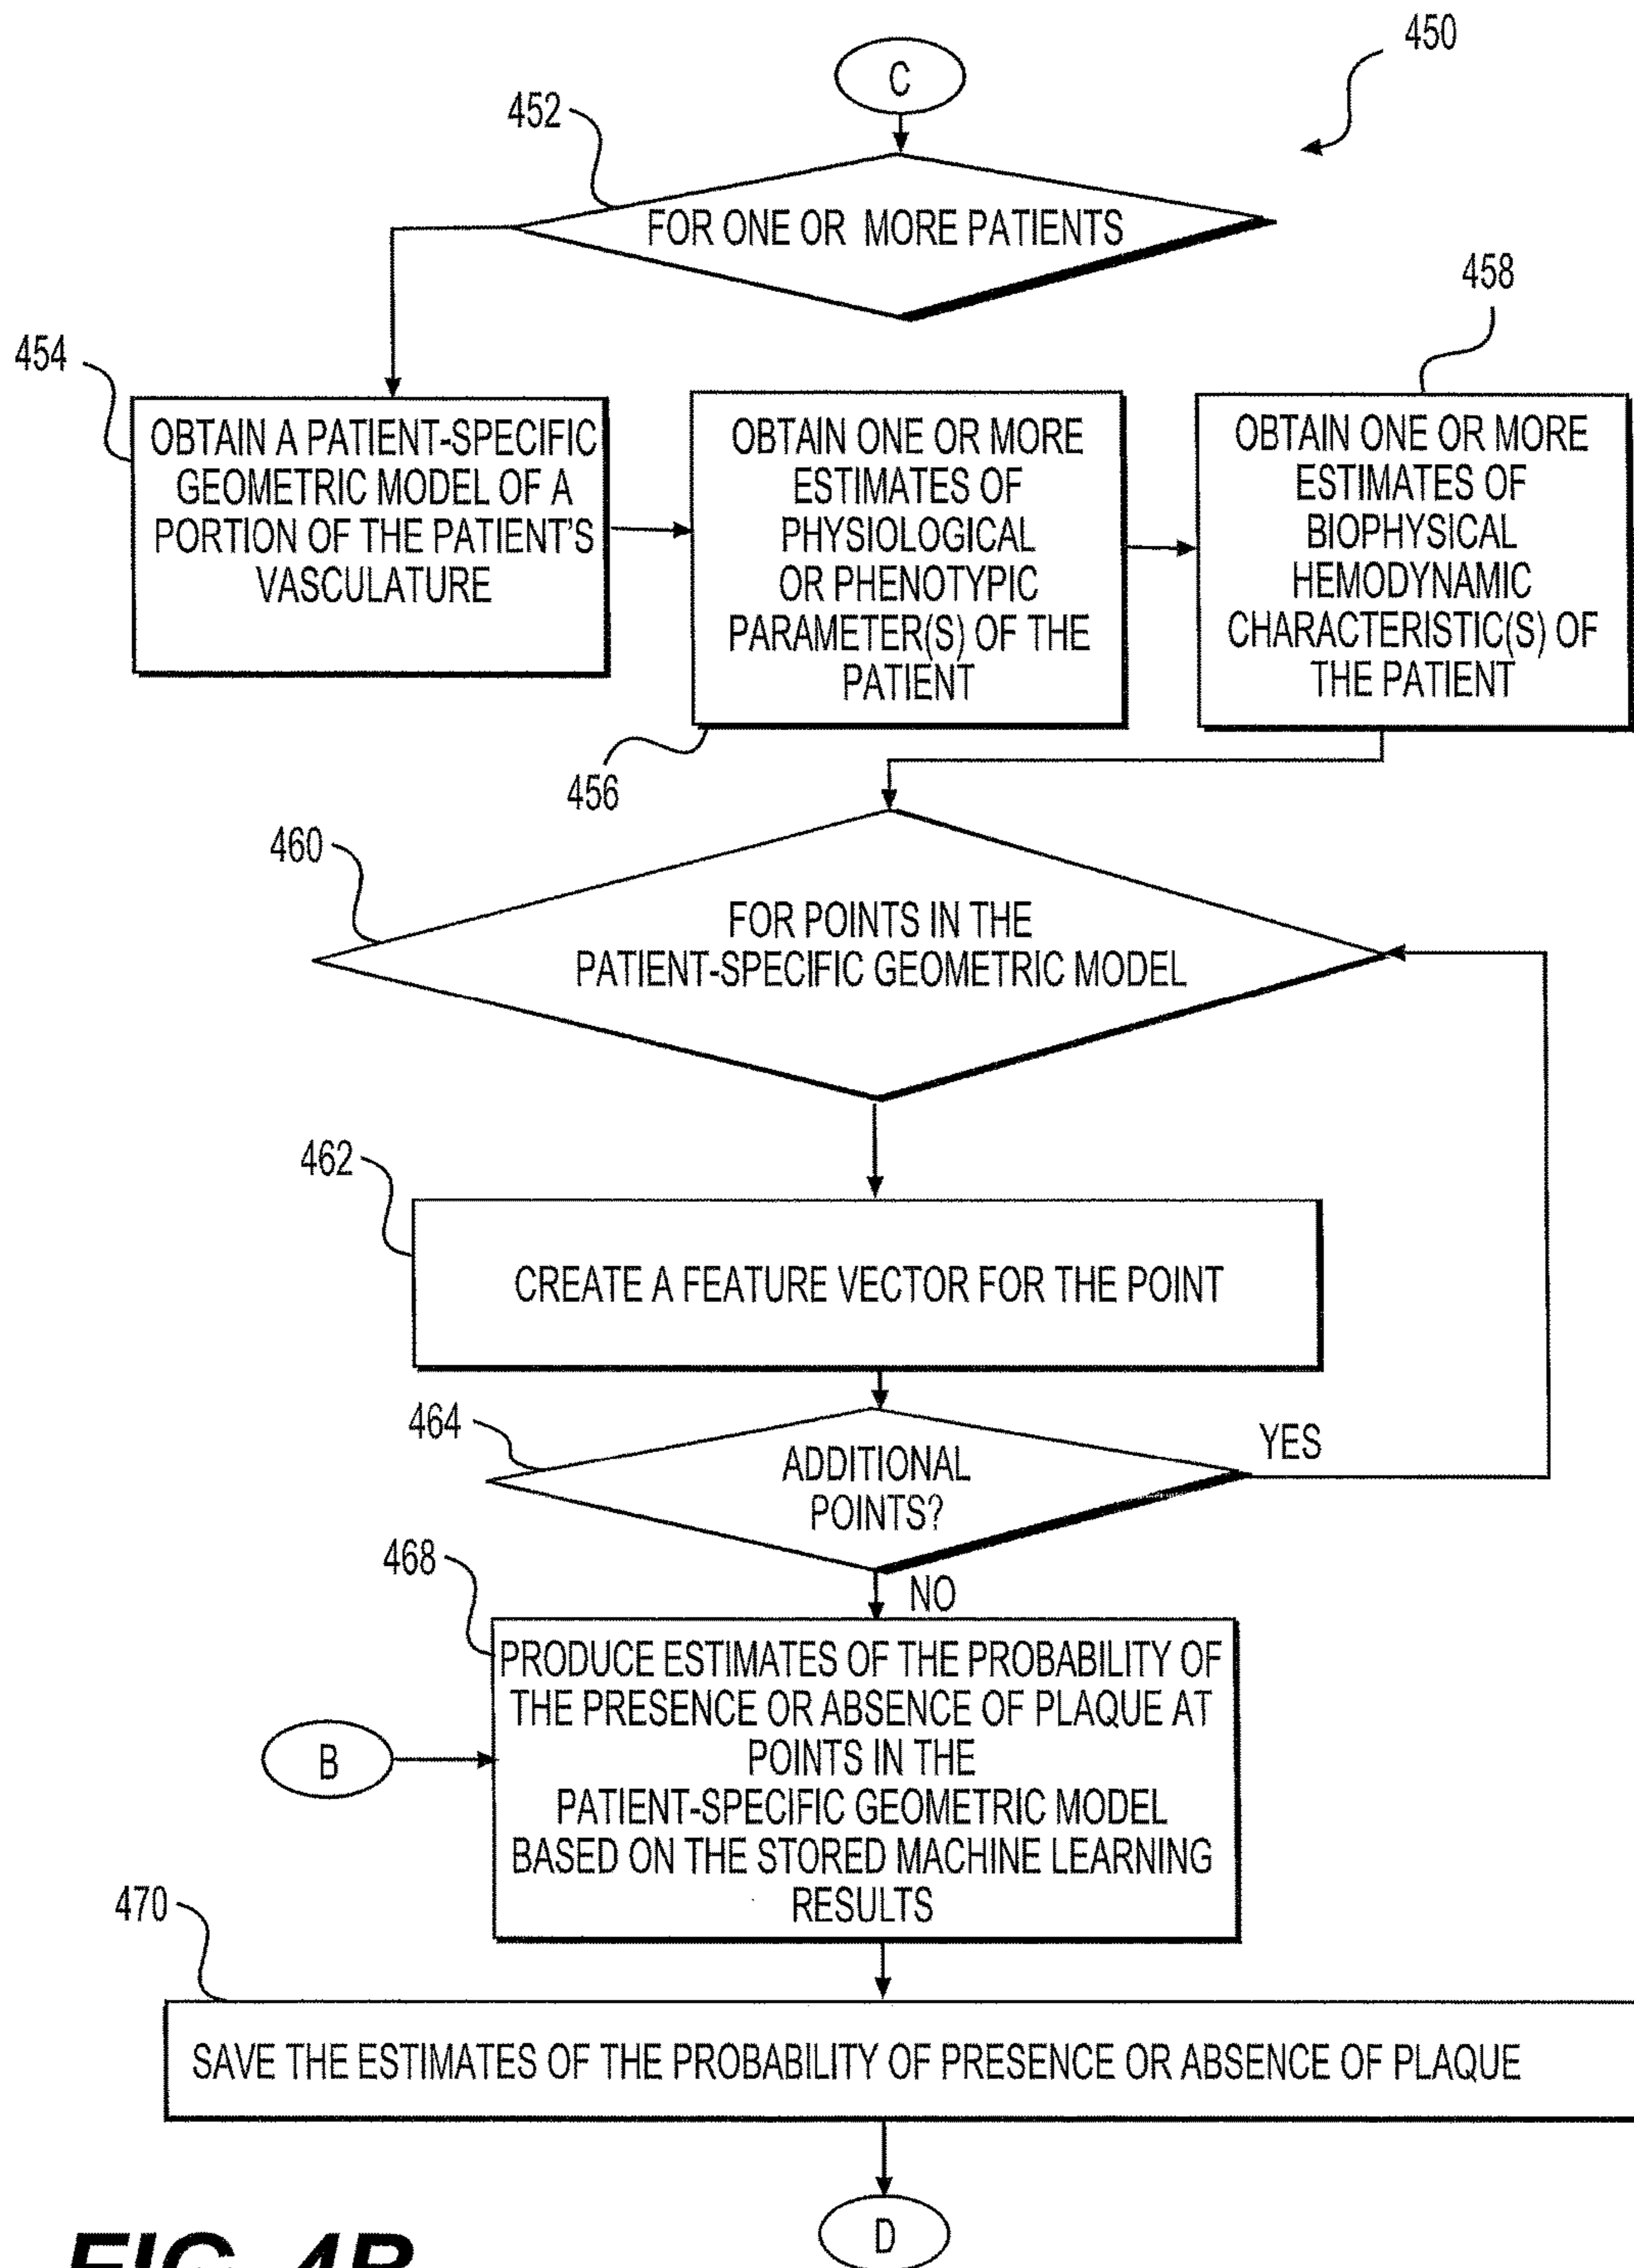 450
C
452
FOR ONE OR MORE PATIENTS
458
454
OBTAIN A PATIENT-SPECIFIC
GEOMETRIC MODEL OF A
PORTION OF THE PATIENT'S
VASCULATURE
OBTAIN ONE OR MORE
ESTIMATES OF
PHYSIOLOGICAL
OR PHENOTYPIC
PARAMETER(S) OF THE
PATIENT
OBTAIN ONE OR MORE
ESTIMATES OF
BIOPHYSICAL
HEMODYNAMIC
CHARACTERISTIC(S) OF
THE PATIENT
456
460
FOR POINTS IN THE
PATIENT-SPECIFIC GEOMETRIC MODEL
462
CREATE A FEATURE VECTOR FOR THE POINT
464
ADDITIONAL
POINTS?
YES
468
NO
PRODUCE ESTIMATES OF THE PROBABILITY OF
THE PRESENCE OR ABSENCE OF PLAQUE AT
POINTS IN THE
PATIENT-SPECIFIC GEOMETRIC MODEL
BASED ON THE STORED MACHINE LEARNING
RESULTS
B
470
SAVE THE ESTIMATES OF THE PROBABILITY OF PRESENCE OR ABSENCE OF PLAQUE
D
FIG. 4B